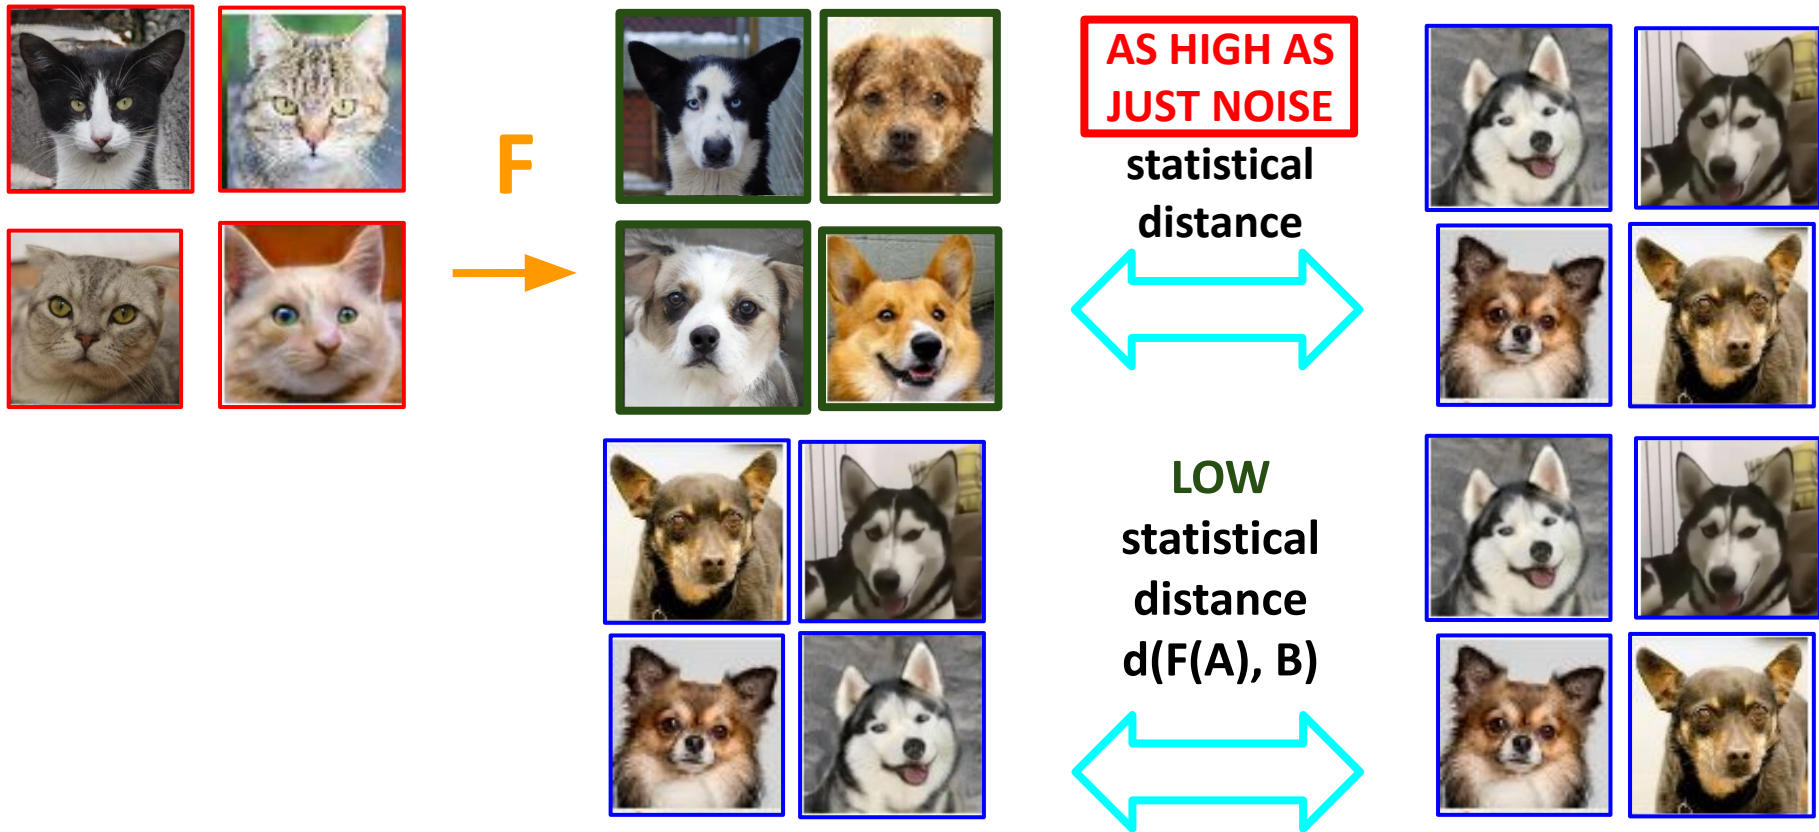 F
AS HIGH AS
JUST NOISE
statistical
distance
LOW
statistical
distance
d(F(A), B)